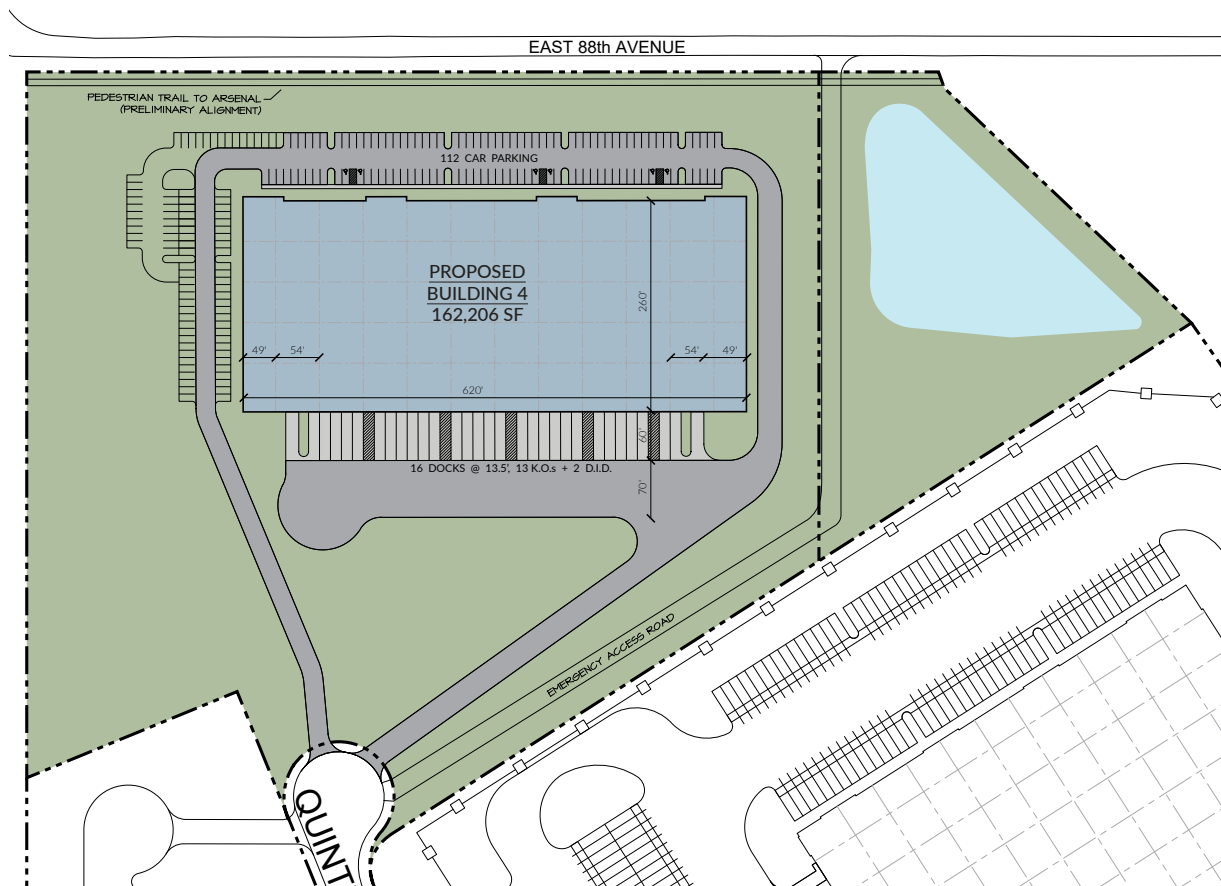 EAST 88th AVENUE
PEDESTRIAN TRAIL TO ARSENAL
(PRELIMINARY ALIGNMENT)
112 CAR PARKING
PROPOSED
BUILDING 4
162,206 SF
260'
49'
54'
54'
49'
620'
60'
16 DOCKS @ 13.5', 13 K.O.s + 2 D.I.D.
70'
EMERGENCY ACCESS ROAD
QUINT